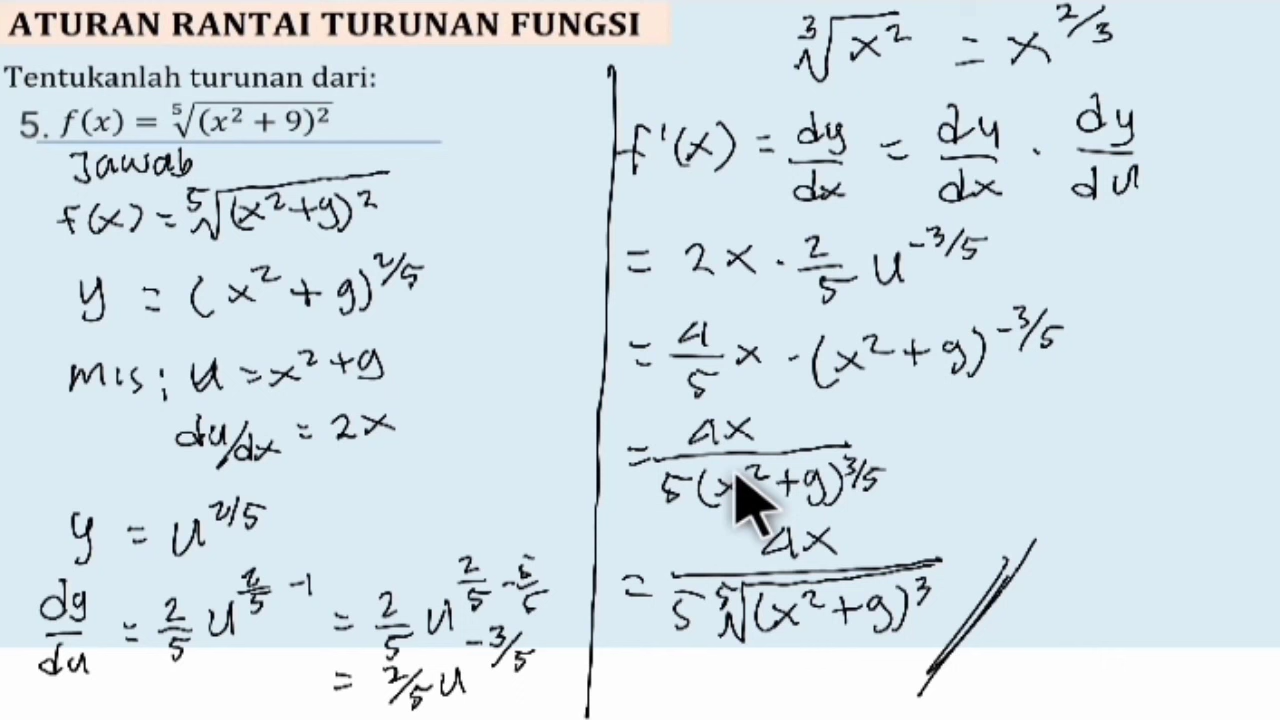 ATURAN RANTAI TURUNAN FUNGSI
Tentukanlah turunan dari:
5. f(x) = ⁵√(x² + 9)²
Jawab
f(x) = ⁵√(x²+9)²
y = (x² + 9)^2/5
mis; u = x² + 9
du/dx = 2x
y = u^2/5
dy/du = 2/5 u^2/5 - 1 = 2/5 u^2/5 - 5/5
= 2/5 u^-3/5
³√x² = x^2/3
f'(x) = dy/dx = du/dx · dy/du
= 2x · 2/5 u^-3/5
= 4/5 x · (x² + 9)^-3/5
= 4x / 5(x² + 9)^3/5
= 4x / 5 ⁵√(x² + 9)³